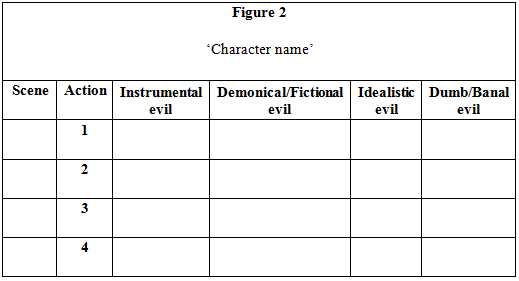 Figure 2
‘Character name’
Scene Action Instrumental evil Demonical/Fictional evil Idealistic evil Dumb/Banal evil
1
2
3
4